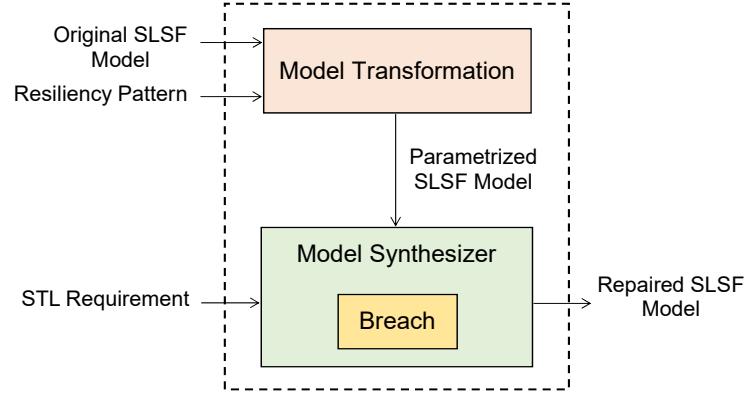 Original SLSF
Model
Model Transformation
Resiliency Pattern
Parametrized
SLSF Model
Model Synthesizer
STL Requirement
Breach
Repaired SLSF
Model